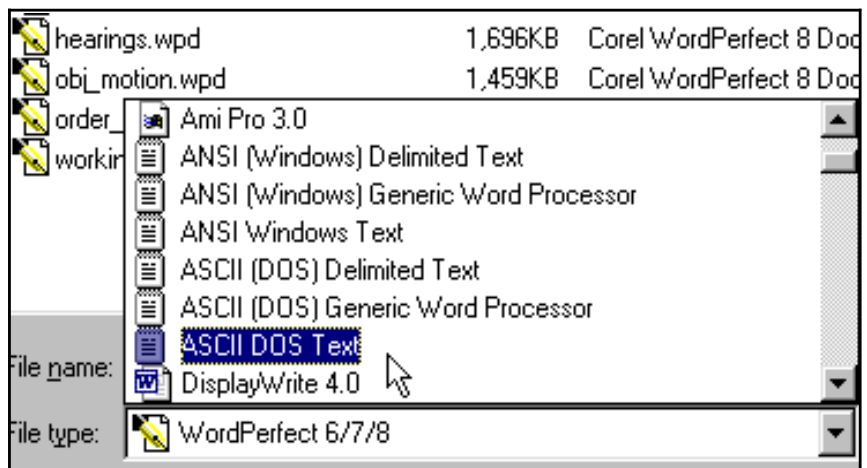 hearings.wpd 1,696KB Corel WordPerfect 8 Doc
obj_motion.wpd 1,459KB Corel WordPerfect 8 Doc
order_ Ami Pro 3.0
workin ANSI (Windows) Delimited Text
ANSI (Windows) Generic Word Processor
ANSI Windows Text
ASCII (DOS) Delimited Text
ASCII (DOS) Generic Word Processor
ASCII DOS Text
File name: DisplayWrite 4.0
File type: WordPerfect 6/7/8